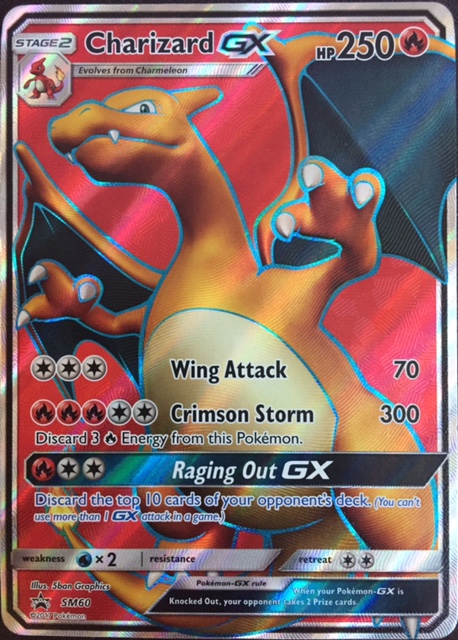 STAGE2 Charizard GX HP250
Evolves from Charmeleon
Wing Attack 70
Crimson Storm 300
Discard 3 Energy from this Pokémon.
Raging Out GX
Discard the top 10 cards of your opponent's deck. (You can't
use more than 1 GX attack in a game.)
weakness ×2 resistance retreat
Illus. 5ban Graphics
Pokémon-GX rule
When your Pokémon-GX is
Knocked Out, your opponent takes 2 Prize cards.
SM60
©2017 Pokémon